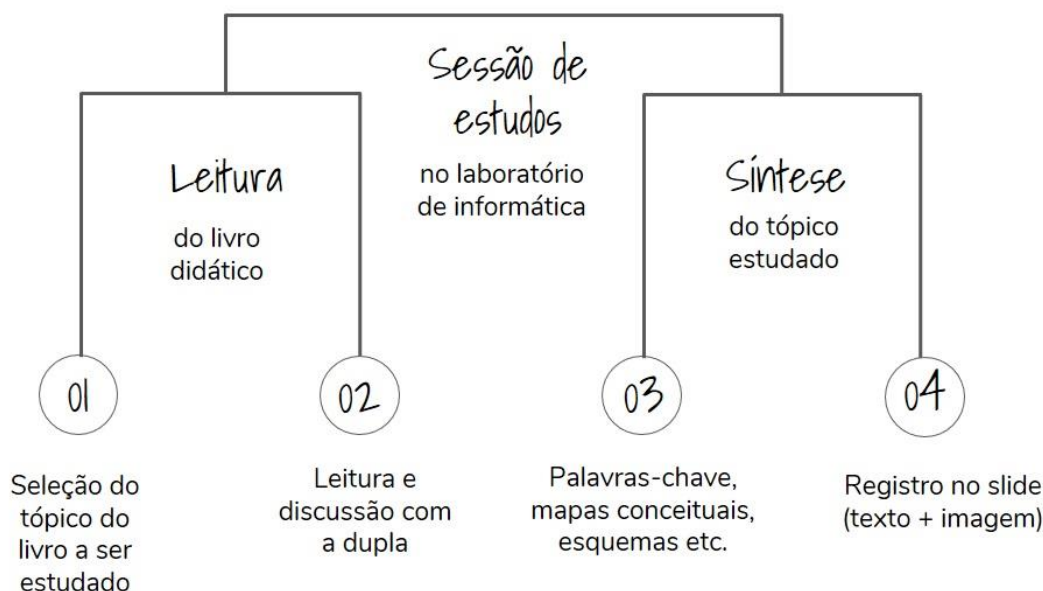 Sessão de
estudos
no laboratório
de informática
Leitura
do livro
didático
Síntese
do tópico
estudado
01
Seleção do
tópico do
livro a ser
estudado
02
Leitura e
discussão com
a dupla
03
Palavras-chave,
mapas conceituais,
esquemas etc.
04
Registro no slide
(texto + imagem)